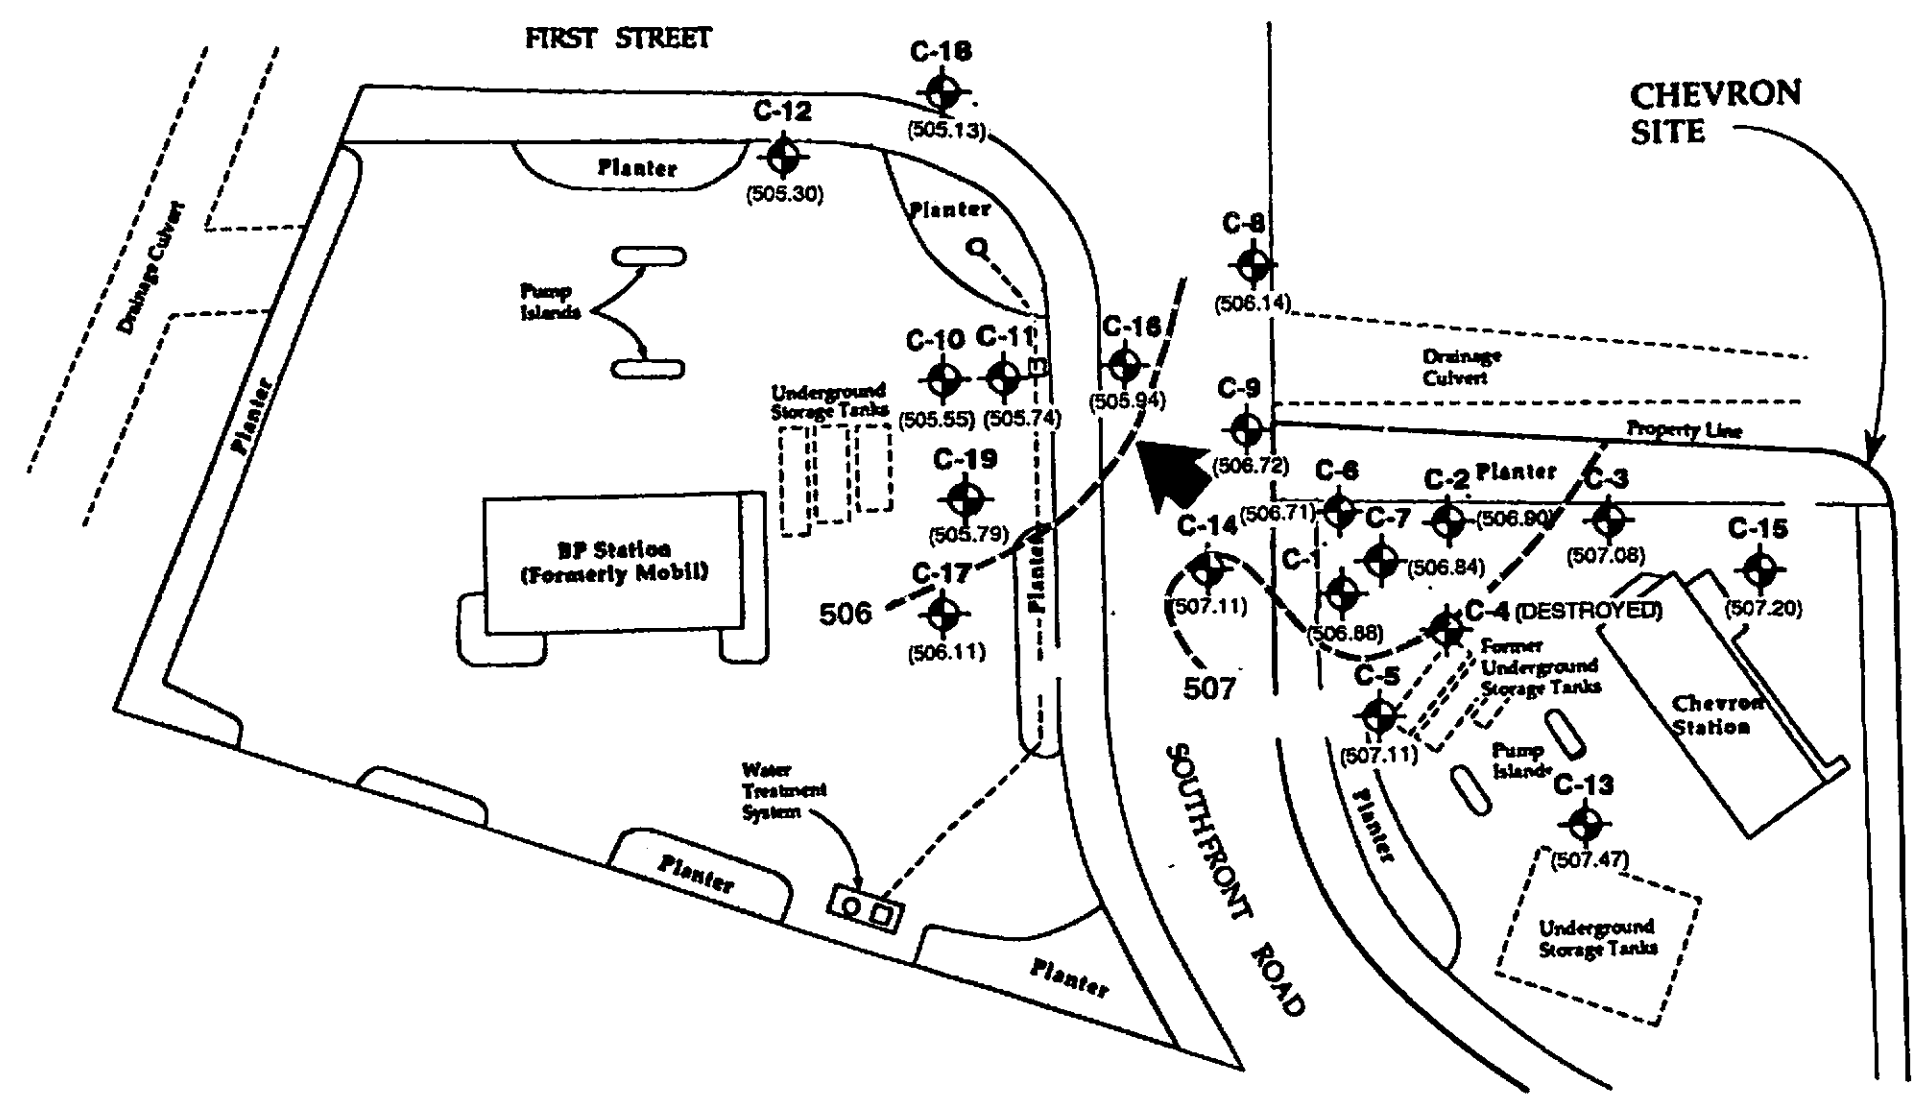 FIRST STREET
C-18
(505.13)
C-12
(505.30)
CHEVRON
SITE
Planter
Planter
Drainage Culvert
C-8
(506.14)
Pump
Islands
C-10
(505.55)
C-11
(505.74)
C-16
(505.94)
Drainage
Culvert
Underground
Storage Tanks
Planter
C-9
(506.72)
Property Line
C-19
(505.79)
C-6
(506.71)
C-2
(506.90)
Planter
C-3
(507.08)
C-14
(507.11)
C-7
(506.84)
C-15
(507.20)
BP Station
(Formerly Mobil)
C-17
(506.11)
506
Planter
(506.88)
C-4 (DESTROYED)
Former
Underground
Storage Tanks
507
C-5
(507.11)
Chevron
Station
Pump
Islands
C-13
(507.47)
Water
Treatment
System
SOUTHFRONT ROAD
Planter
Planter
Underground
Storage Tanks
Planter